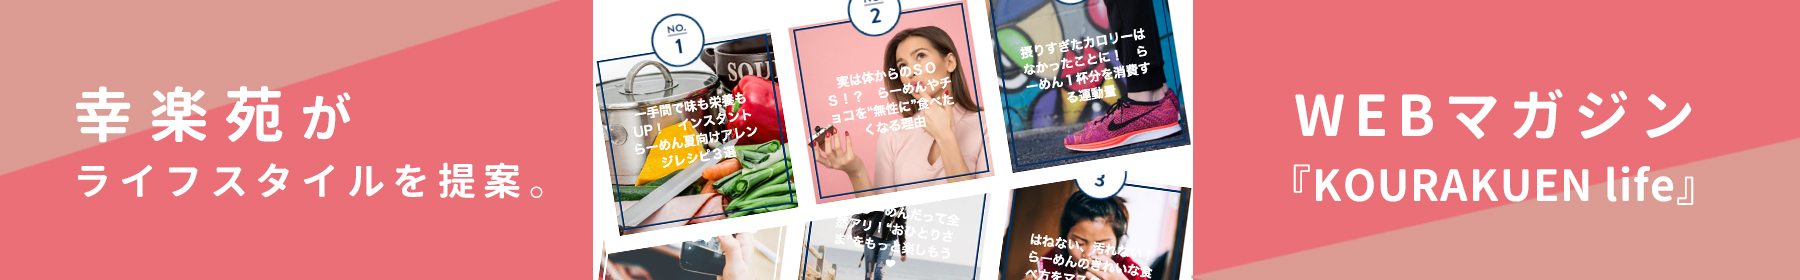 幸楽苑が
ライフスタイルを提案。
NO.
1
SOU
一手間で味も栄養も
UP！　インスタント
らーめん夏向けアレン
ジレシピ３選
2
実は体からのＳＯ
Ｓ！？　らーめんやチ
ョコを“無性に”食べた
くなる理由
摂りすぎたカロリーは
なかったことに！　ら
ーめん１杯分を消費す
る運動量
めんだって全
アリ！“おひとりさ
ま”をもっと楽しもう
❤
3
はねない、汚れない！
らーめんのきれいな食
べ方をマス
WEBマガジン
『KOURAKUEN life』